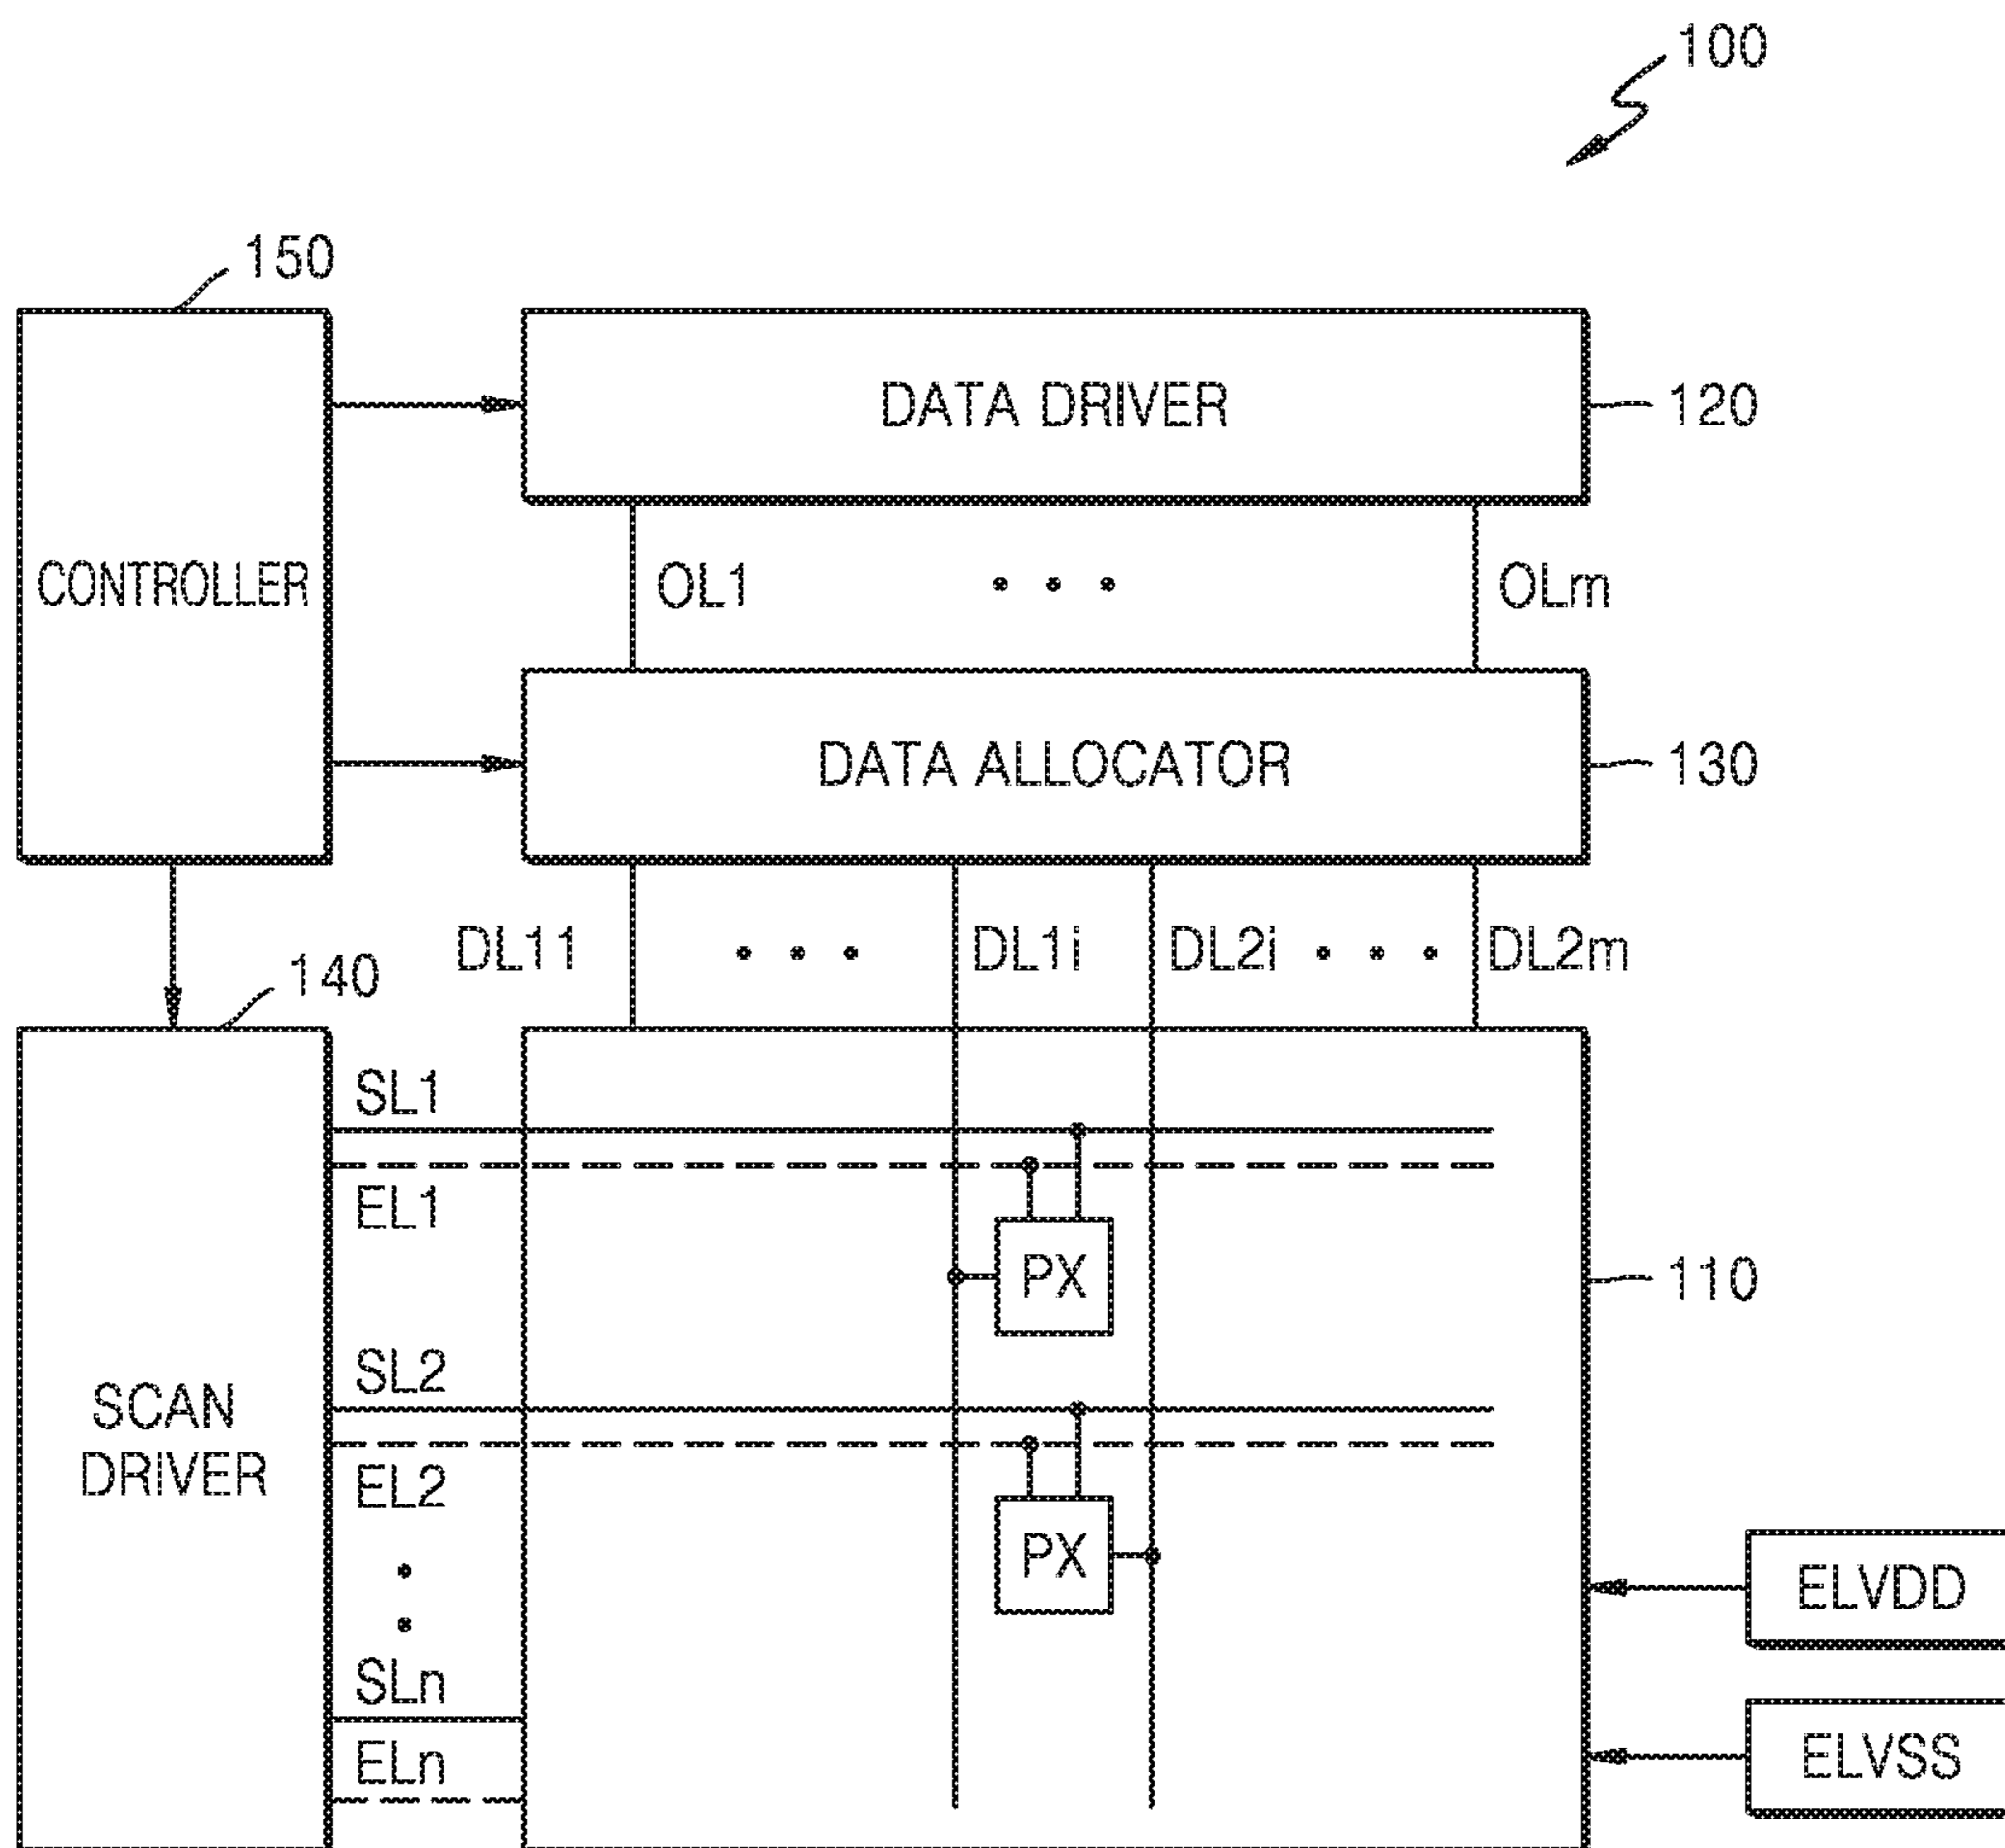 100
150
DATA DRIVER
120
CONTROLLER
OL1
OLm
DATA ALLOCATOR
130
DL11
DL1i
DL2i
DL2m
140
SL1
EL1
PX
110
SL2
SCAN
DRIVER
EL2
PX
ELVDD
SLn
ELn
ELVSS